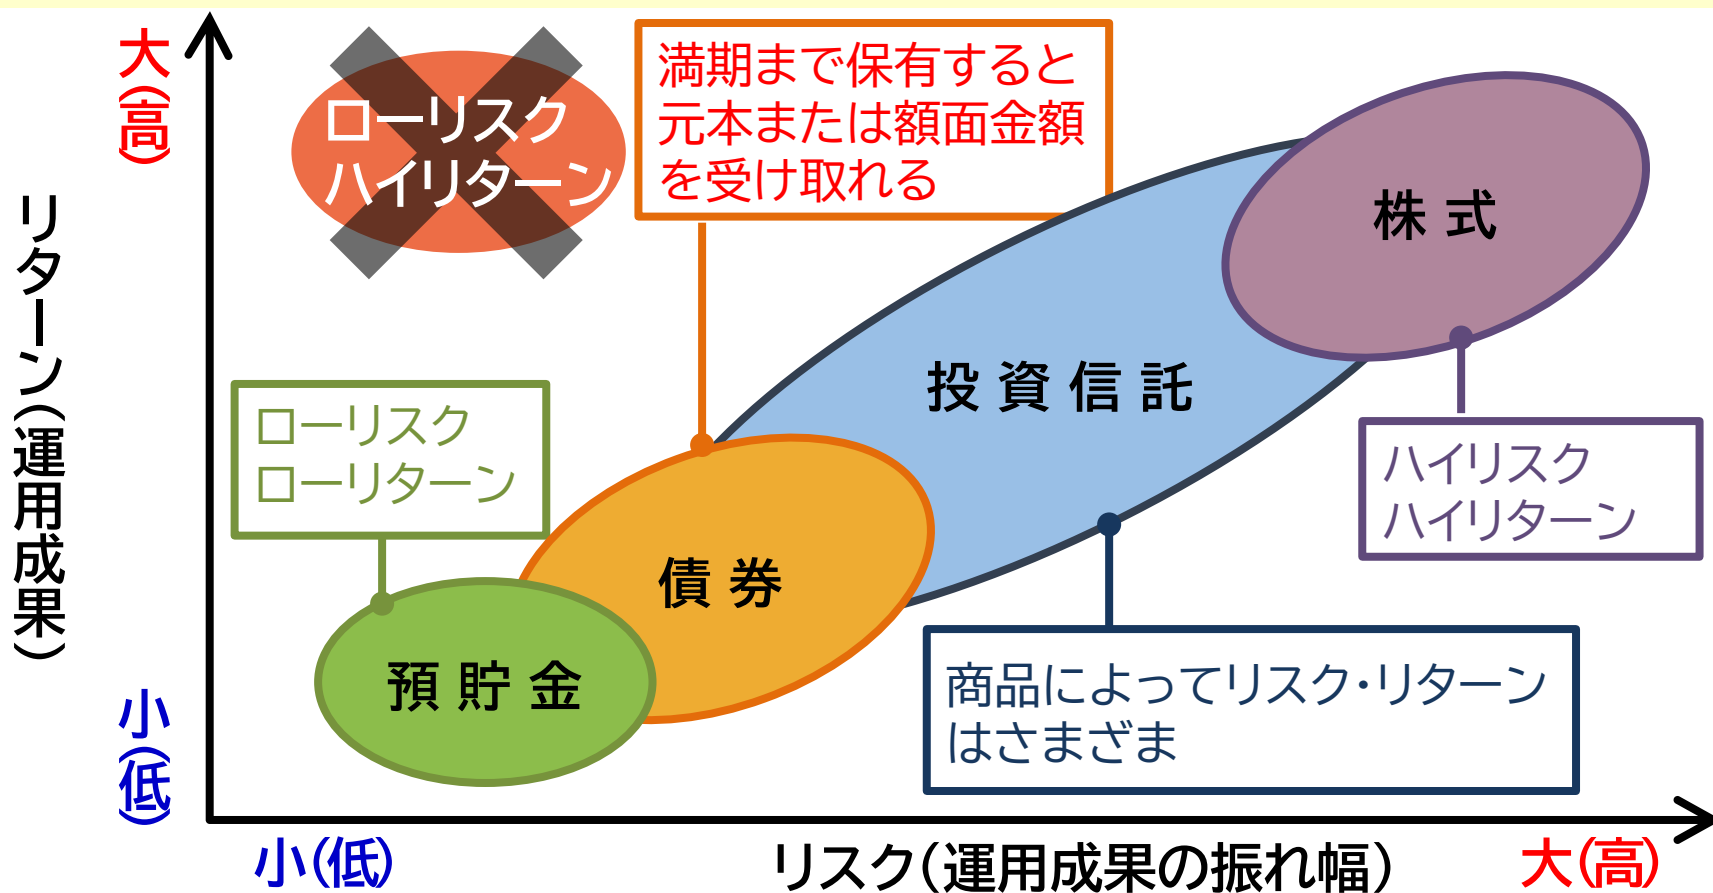 大(高)
ローリスク
ハイリターン
満期まで保有すると
元本または額面金額
を受け取れる
株式
リターン(運用成果)
投資信託
ローリスク
ローリターン
ハイリスク
ハイリターン
債券
預貯金
商品によってリスク・リターン
はさまざま
小(低)
小(低)
リスク(運用成果の振れ幅)
大(高)